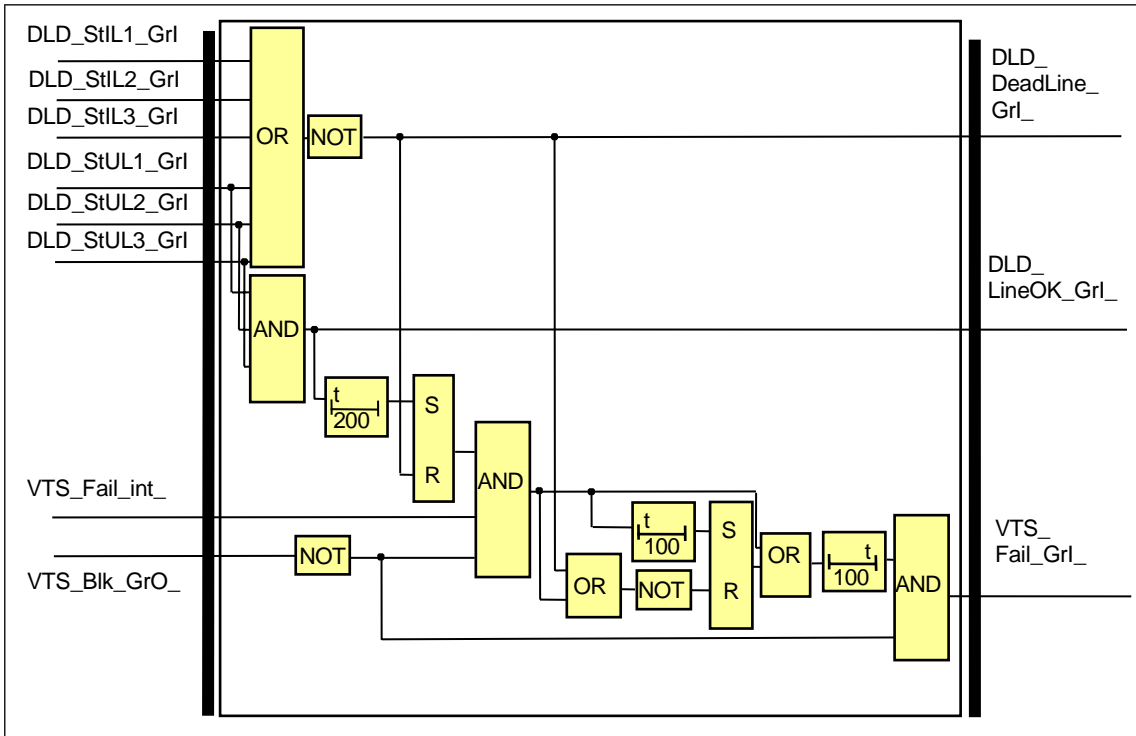 DLD_StIL1_GrI
DLD_StIL2_GrI
DLD_StIL3_GrI
DLD_StUL1_GrI
DLD_StUL2_GrI
DLD_StUL3_GrI
OR
NOT
DLD_
DeadLine_
GrI_
AND
DLD_
LineOK_GrI_
t
200
S
R
AND
VTS_Fail_int_
VTS_Blk_GrO_
NOT
t
100
OR
NOT
S
R
OR
t
100
AND
VTS_
Fail_GrI_